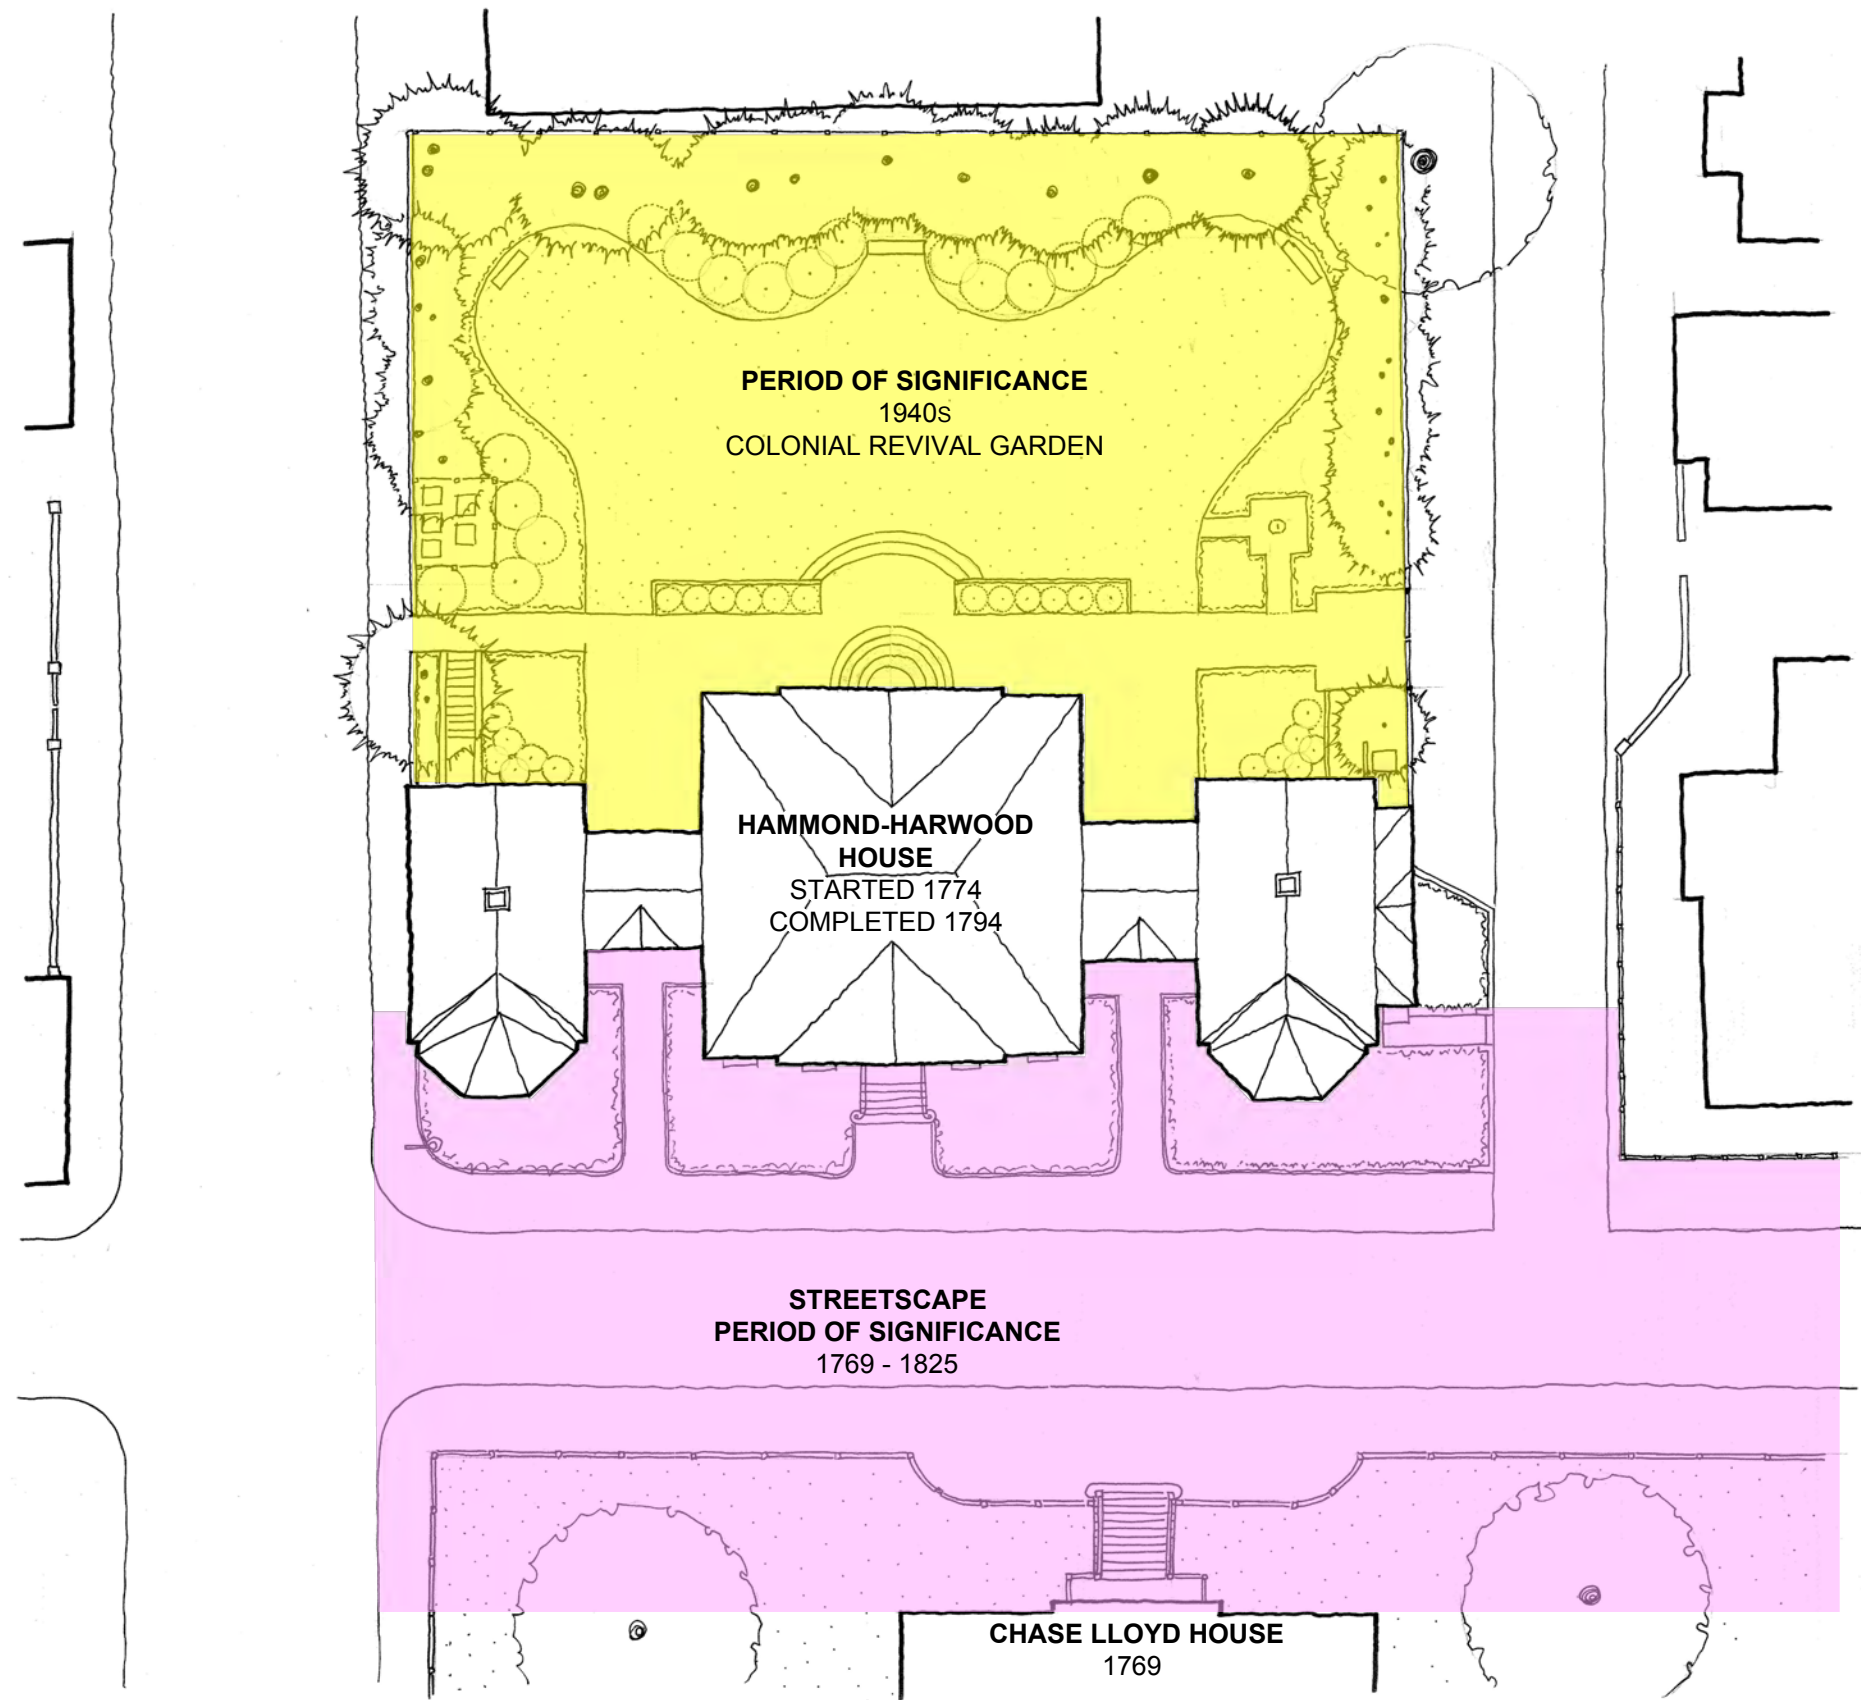 PERIOD OF SIGNIFICANCE
1940s
COLONIAL REVIVAL GARDEN
HAMMOND-HARWOOD
HOUSE
STARTED 1774
COMPLETED 1794
STREETSCAPE
PERIOD OF SIGNIFICANCE
1769 - 1825
CHASE LLOYD HOUSE
1769